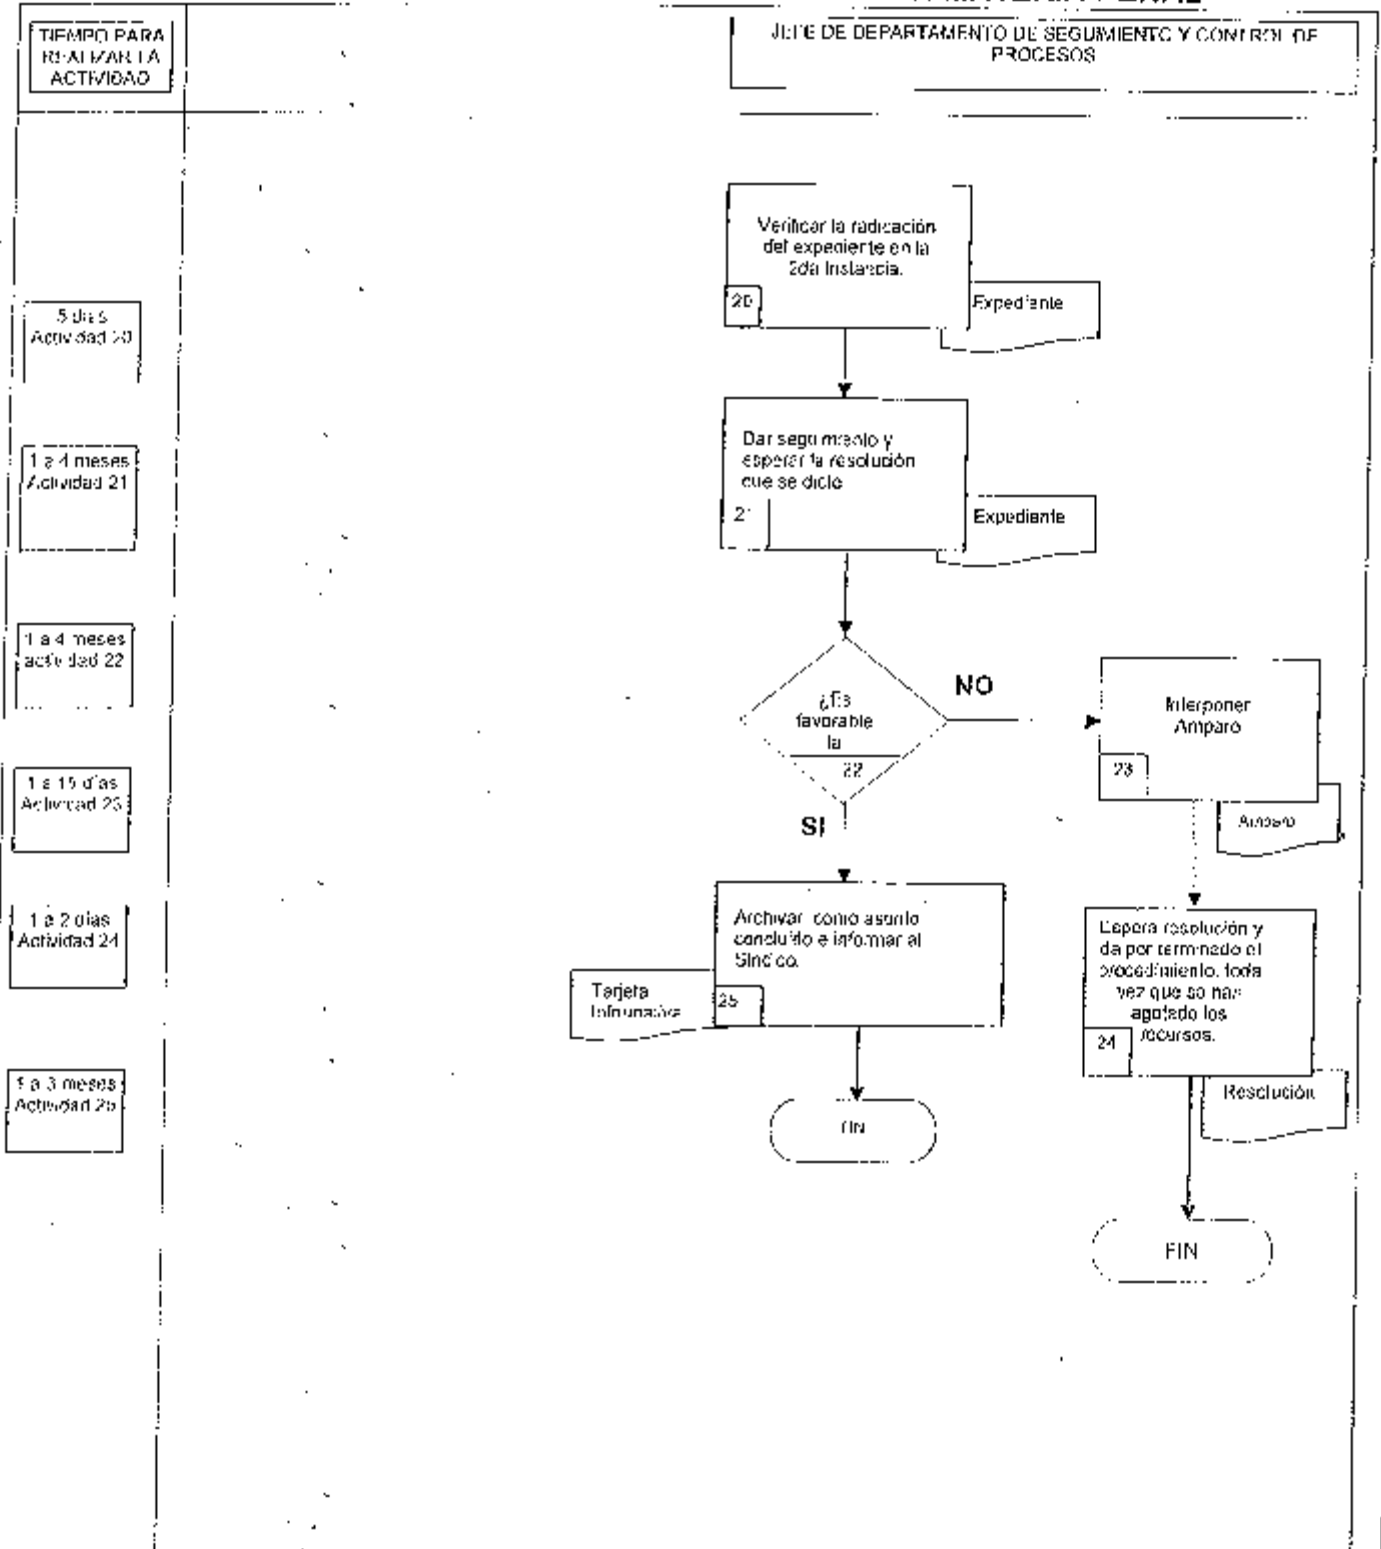 TIEMPO PARA
REALIZAR LA
ACTIVIDAD
JEFE DE DEPARTAMENTO DE SEGUIMIENTO Y CONTROL DE
PROCESOS
Verificar la radicación
del expediente en la
2da Instancia.
20
Expediente
5 dias
Actividad 20
Dar seguimiento y
esperar la resolución
que se dicte
21
Expediente
1 a 4 meses
Actividad 21
1 a 4 meses
actividad 22
¿Es
favorable
la
22
NO
SI
Interponer
Amparo
23
Amparo
1 a 15 días
Actividad 23
Archivar como asunto
concluido e informar al
Síndico.
25
Tarjeta
Informativa
1 a 2 días
Actividad 24
Espera resolución y
da por terminado el
procedimiento, toda
vez que se han
agotado los
recursos.
24
Resolución
1 a 3 meses
Actividad 25
FIN
FIN